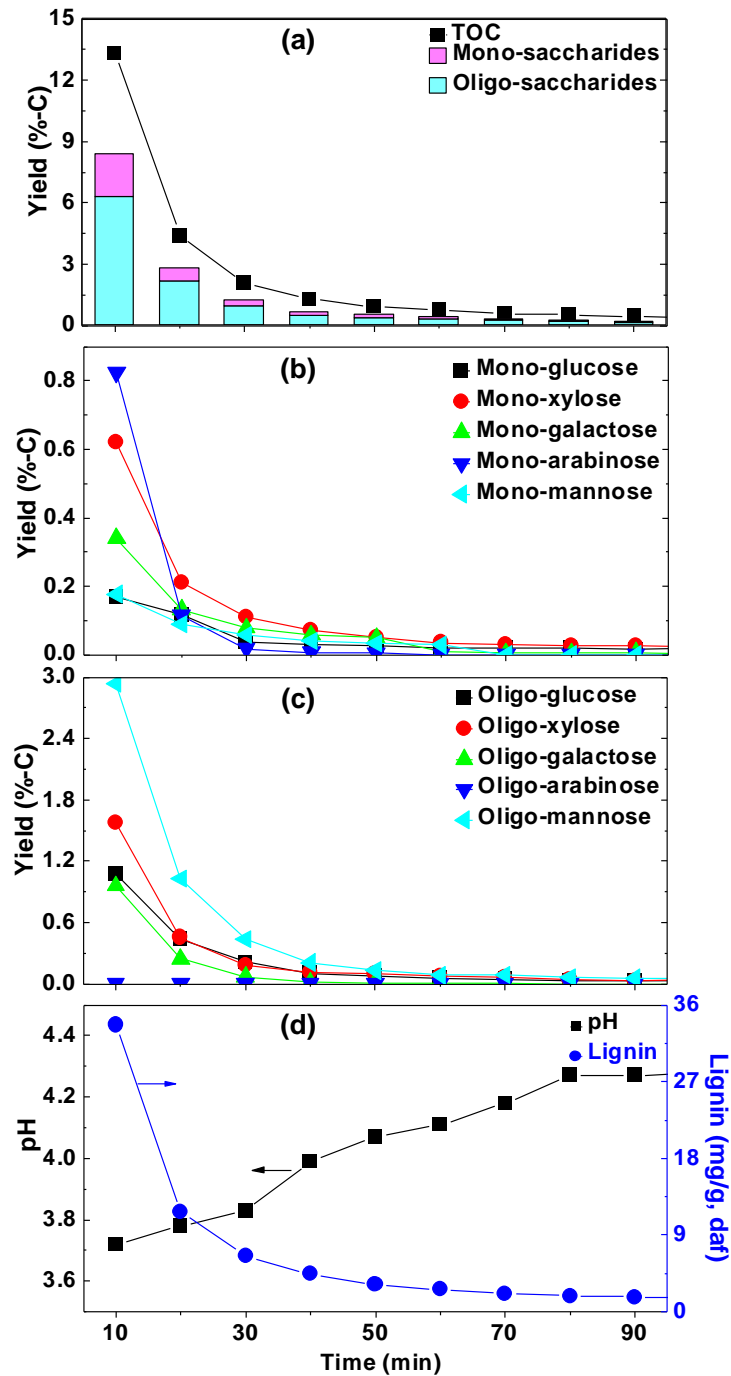 (a)
TOC
Mono-saccharides
Oligo-saccharides
Yield (%-C)
15
12
9
6
3
0
(b)
Mono-glucose
Mono-xylose
Mono-galactose
Mono-arabinose
Mono-mannose
Yield (%-C)
0.8
0.6
0.4
0.2
0.0
(c)
Oligo-glucose
Oligo-xylose
Oligo-galactose
Oligo-arabinose
Oligo-mannose
Yield (%-C)
3.0
2.4
1.8
1.2
0.6
0.0
(d)
pH
Lignin
pH
4.4
4.2
4.0
3.8
3.6
36
27
18
9
0
Lignin (mg/g, daf)
10 30 50 70 90
Time (min)